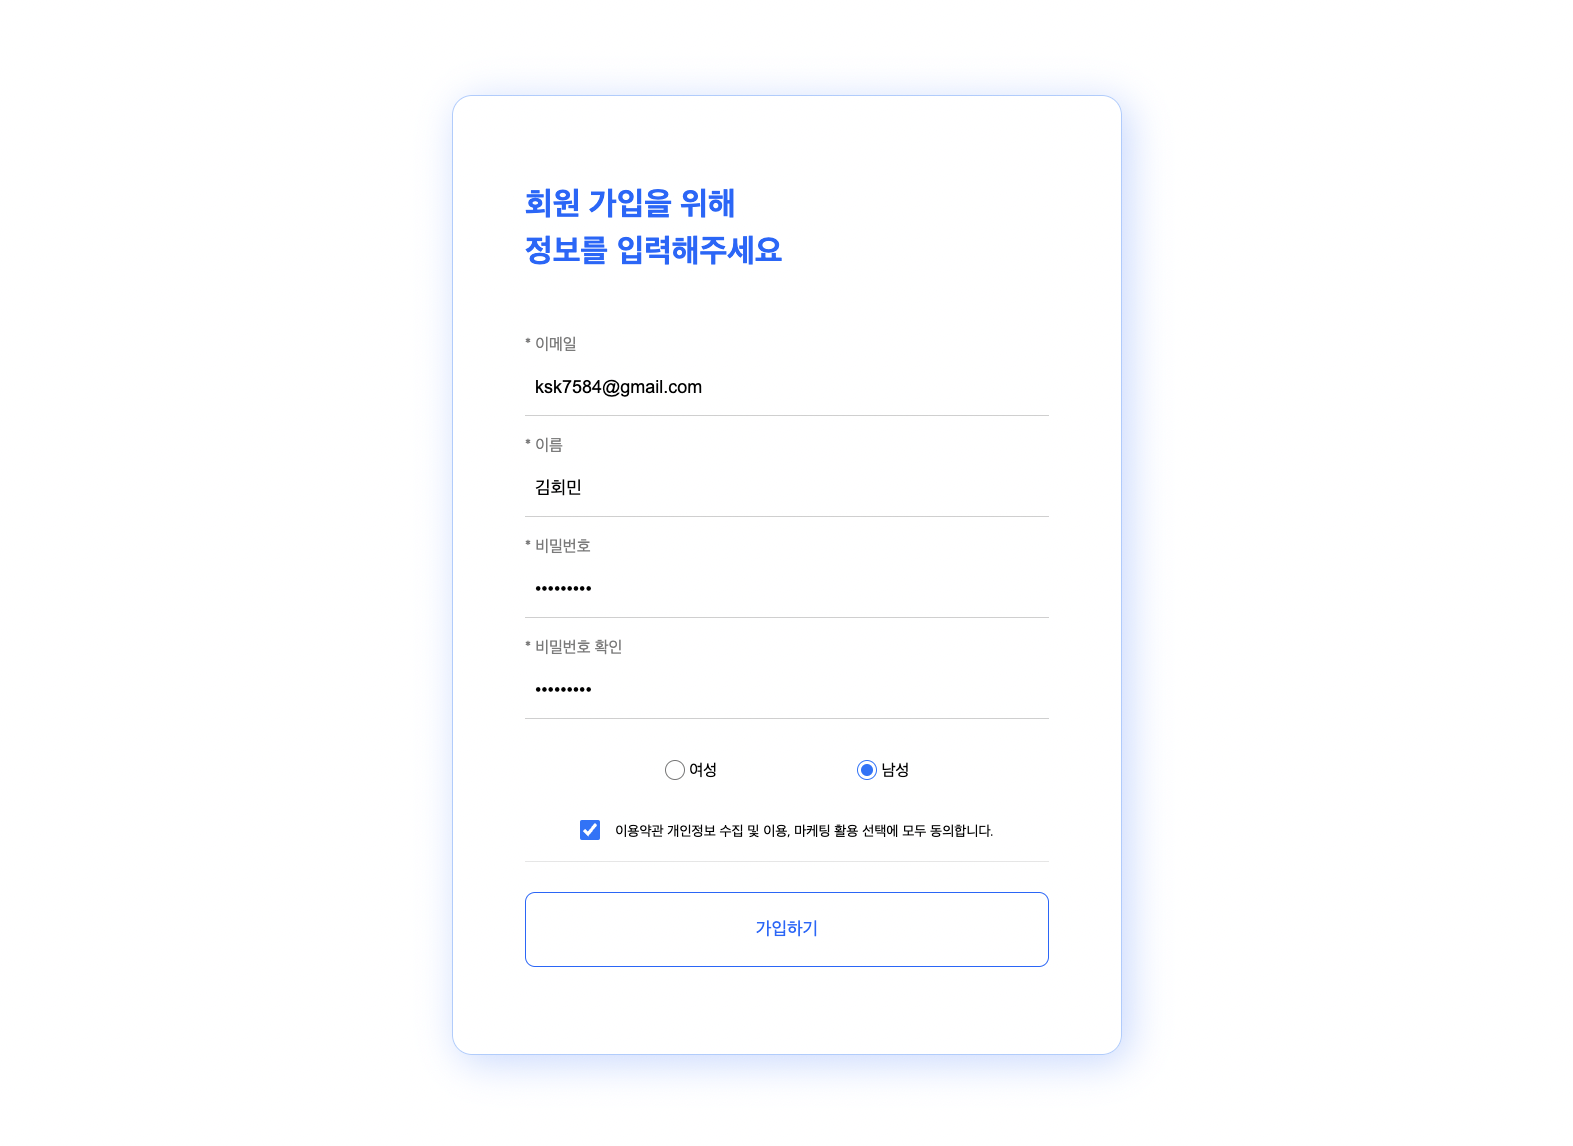 회원 가입을 위해
정보를 입력해주세요
* 이메일
ksk7584@gmail.com
* 이름
김회민
* 비밀번호
•••••••••
* 비밀번호 확인
•••••••••
여성 남성
이용약관 개인정보 수집 및 이용, 마케팅 활용 선택에 모두 동의합니다.
가입하기